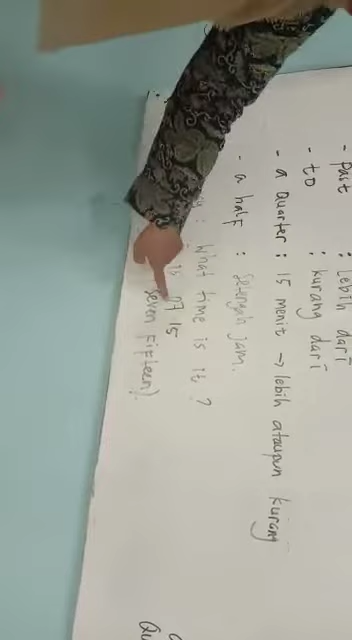 - Past : lebih dari
- to : kurang dari
- a quarter : 15 menit → lebih ataupun kurang
- a half : setengah jam.
: What time is it ?
07 15
seven fifteen).